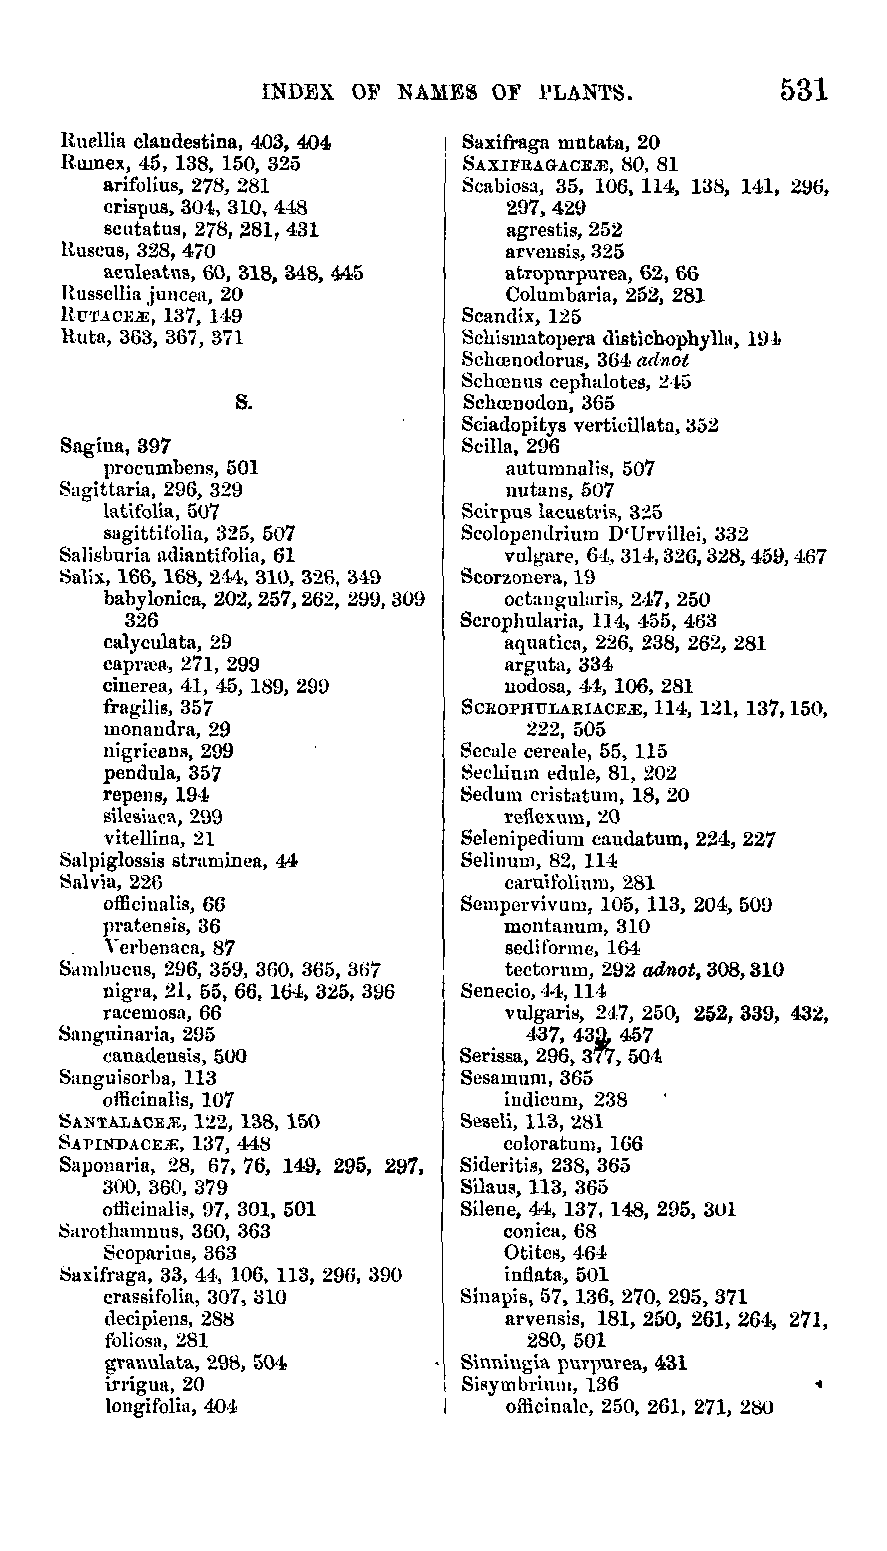 INDEX OF NAMES OF PLANTS. 531
Ruellia clandestina, 403, 404
Rumex, 45, 138, 150, 325
arifolius, 278, 281
crispus, 304, 310, 448
scutatus, 278, 281, 431
Ruscus, 328, 470
aculeatus, 60, 318, 348, 445
Russellia juncea, 20
RUTACEÆ, 137, 149
Ruta, 363, 367, 371
S.
Sagina, 397
procumbens, 501
Sagittaria, 296, 329
latifolia, 507
sagittifolia, 325, 507
Salisburia adiantifolia, 61
Salix, 166, 168, 244, 310, 326, 349
babylonica, 202, 257, 262, 299, 309
326
calyculata, 29
capræa, 271, 299
cinerea, 41, 45, 189, 299
fragilis, 357
monandra, 29
nigricans, 299
pendula, 357
repens, 194
silesiaca, 299
vitellina, 21
Salpiglossis straminea, 44
Salvia, 226
officinalis, 66
pratensis, 36
Verbenaca, 87
Sambucus, 296, 359, 360, 365, 367
nigra, 21, 55, 66, 164, 325, 396
racemosa, 66
Sanguinaria, 295
canadensis, 500
Sanguisorba, 113
officinalis, 107
SANTALACEÆ, 122, 138, 150
SAPINDACEÆ, 137, 448
Saponaria, 28, 67, 76, 149, 295, 297,
300, 360, 379
officinalis, 97, 301, 501
Sarothamnus, 360, 363
Scoparius, 363
Saxifraga, 33, 44, 106, 113, 296, 390
crassifolia, 307, 310
decipiens, 288
foliosa, 281
granulata, 298, 504
irrigua, 20
longifolia, 404
Saxifraga mutata, 20
SAXIFRAGACEÆ, 80, 81
Scabiosa, 35, 106, 114, 138, 141, 296,
297, 429
agrestis, 252
arvensis, 325
atropurpurea, 62, 66
Columbaria, 252, 281
Scandix, 125
Schismatopera distichophylla, 194
Schœnodorus, 364 adnot
Schœnus cephalotes, 245
Schœnodon, 365
Sciadopitys verticillata, 352
Scilla, 296
autumnalis, 507
nutans, 507
Scirpus lacustris, 325
Scolopendrium D‘Urvillei, 332
vulgare, 64, 314, 326, 328, 459, 467
Scorzonera, 19
octangularis, 247, 250
Scrophularia, 114, 455, 463
aquatica, 226, 238, 262, 281
arguta, 334
nodosa, 44, 106, 281
SCROPHULARIACEÆ, 114, 121, 137, 150,
222, 505
Secale cereale, 55, 115
Sechium edule, 81, 202
Sedum cristatum, 18, 20
reflexum, 20
Selenipedium caudatum, 224, 227
Selinum, 82, 114
caruifolium, 281
Sempervivum, 105, 113, 204, 509
montanum, 310
sediforme, 164
tectorum, 292 adnot, 308, 310
Senecio, 44, 114
vulgaris, 247, 250, 252, 339, 432,
437, 439, 457
Serissa, 296, 377, 504
Sesamum, 365
indicum, 238
Seseli, 113, 281
coloratum, 166
Sideritis, 238, 365
Silaus, 113, 365
Silene, 44, 137, 148, 295, 301
conica, 68
Otites, 464
inflata, 501
Sinapis, 57, 136, 270, 295, 371
arvensis, 181, 250, 261, 264, 271,
280, 501
Sinningia purpurea, 431
Sisymbrium, 136
officinale, 250, 261, 271, 280